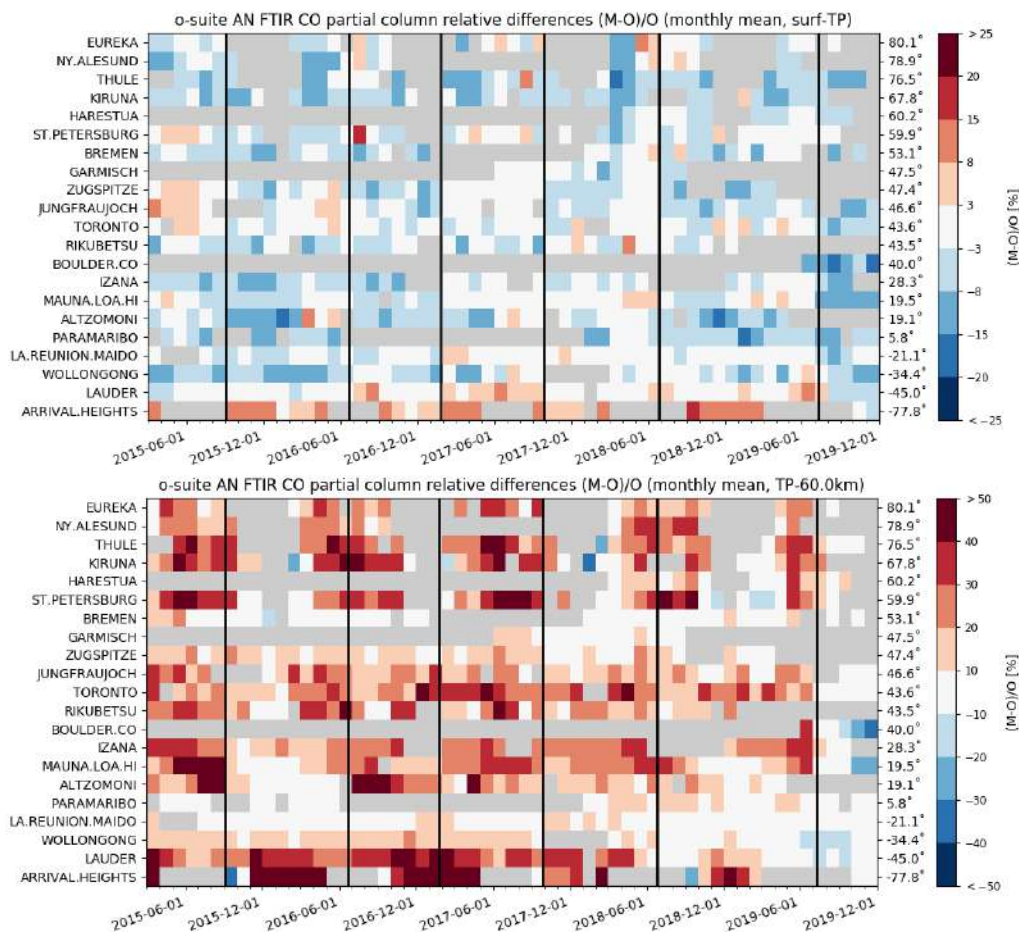 o-suite AN FTIR CO partial column relative differences (M-O)/O (monthly mean, surf-TP)
EUREKA 80.1°
NY.ALESUND 78.9°
THULE 76.5°
KIRUNA 67.8°
HARESTUA 60.2°
ST.PETERSBURG 59.9°
BREMEN 53.1°
GARMISCH 47.5°
ZUGSPITZE 47.4°
JUNGFRAUJOCH 46.6°
TORONTO 43.6°
RIKUBETSU 43.5°
BOULDER.CO 40.0°
IZANA 28.3°
MAUNA.LOA.HI 19.5°
ALTZOMONI 19.1°
PARAMARIBO 5.8°
LA.REUNION.MAIDO -21.1°
WOLLONGONG -34.4°
LAUDER -45.0°
ARRIVAL.HEIGHTS -77.8°
2015-06-01 2015-12-01 2016-06-01 2016-12-01 2017-06-01 2017-12-01 2018-06-01 2018-12-01 2019-06-01 2019-12-01
> 25
20
15
8
3
−3
−8
−15
−20
< −25
(M-O)/O [%]
o-suite AN FTIR CO partial column relative differences (M-O)/O (monthly mean, TP-60.0km)
EUREKA 80.1°
NY.ALESUND 78.9°
THULE 76.5°
KIRUNA 67.8°
HARESTUA 60.2°
ST.PETERSBURG 59.9°
BREMEN 53.1°
GARMISCH 47.5°
ZUGSPITZE 47.4°
JUNGFRAUJOCH 46.6°
TORONTO 43.6°
RIKUBETSU 43.5°
BOULDER.CO 40.0°
IZANA 28.3°
MAUNA.LOA.HI 19.5°
ALTZOMONI 19.1°
PARAMARIBO 5.8°
LA.REUNION.MAIDO -21.1°
WOLLONGONG -34.4°
LAUDER -45.0°
ARRIVAL.HEIGHTS -77.8°
2015-06-01 2015-12-01 2016-06-01 2016-12-01 2017-06-01 2017-12-01 2018-06-01 2018-12-01 2019-06-01 2019-12-01
> 50
40
30
20
10
−10
−20
−30
−40
< −50
(M-O)/O [%]